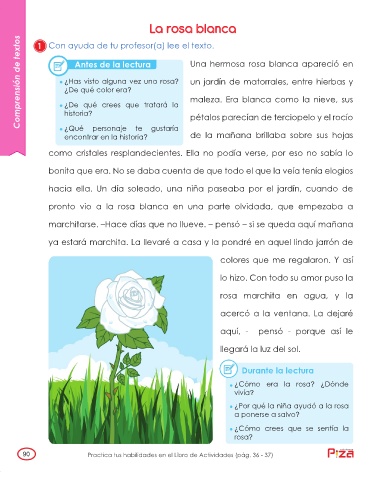 La rosa blanca
1 Con ayuda de tu profesor(a) lee el texto.
Comprensión de textos
Antes de la lectura
¿Has visto alguna vez una rosa?
¿De qué color era?
¿De qué crees que tratará la
historia?
¿Qué personaje te gustaría
encontrar en la historia?
Una hermosa rosa blanca apareció en
un jardín de matorrales, entre hierbas y
maleza. Era blanca como la nieve, sus
pétalos parecían de terciopelo y el rocío
de la mañana brillaba sobre sus hojas
como cristales resplandecientes. Ella no podía verse, por eso no sabía lo
bonita que era. No se daba cuenta de que todo el que la veía tenía elogios
hacia ella. Un día soleado, una niña paseaba por el jardín, cuando de
pronto vio a la rosa blanca en una parte olvidada, que empezaba a
marchitarse. –Hace días que no llueve. – pensó – si se queda aquí mañana
ya estará marchita. La llevaré a casa y la pondré en aquel lindo jarrón de
colores que me regalaron. Y así
lo hizo. Con todo su amor puso la
rosa marchita en agua, y la
acercó a la ventana. La dejaré
aquí, - pensó - porque así le
llegará la luz del sol.
Durante la lectura
¿Cómo era la rosa? ¿Dónde
vivía?
¿Por qué la niña ayudó a la rosa
a ponerse a salvo?
¿Cómo crees que se sentía la
rosa?
90
Practica tus habilidades en el Libro de Actividades (pág. 36 - 37)